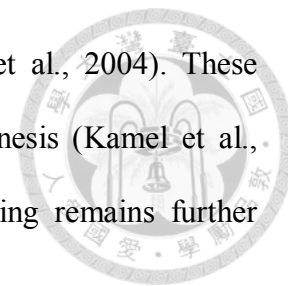 et al., 2004). These
nesis (Kamel et al.,
ing remains further